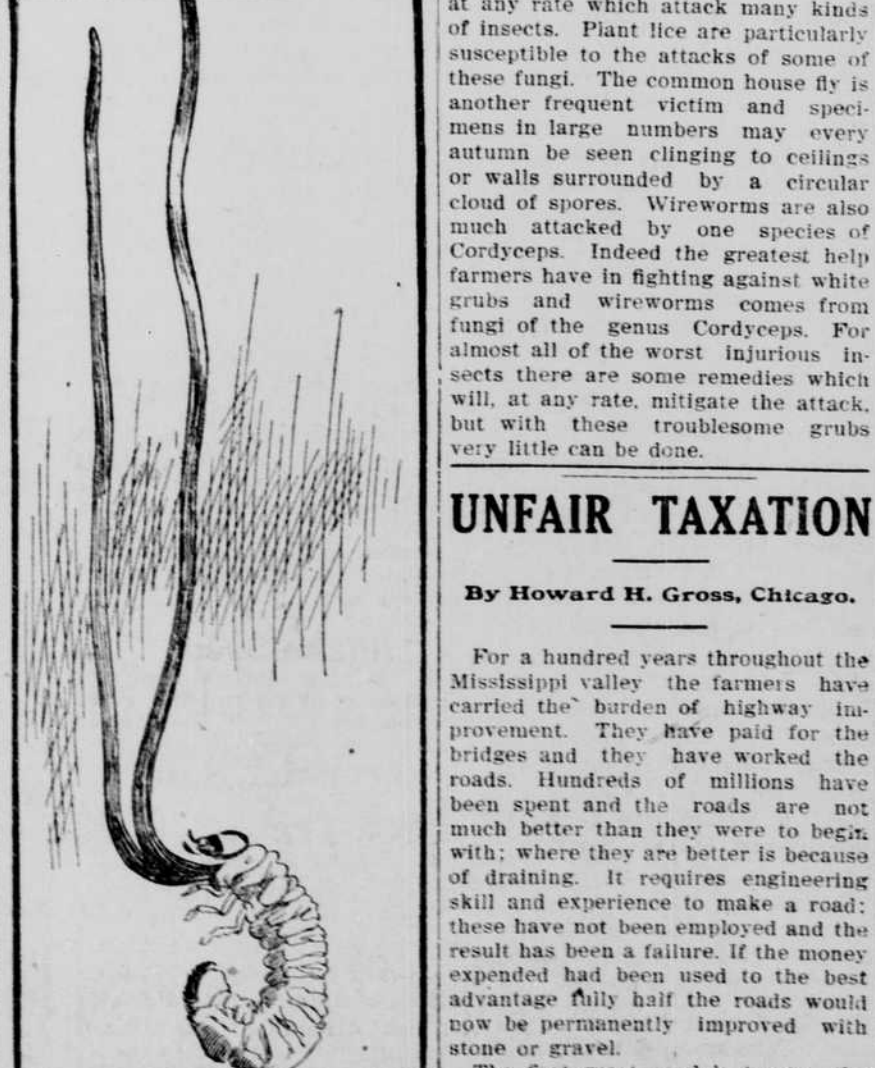 at any rate which attack many kinds
of insects. Plant lice are particularly
susceptible to the attacks of some of
these fungi. The common house fly is
another frequent victim and speci-
mens in large numbers may every
autumn be seen clinging to ceilings
or walls surrounded by a circular
cloud of spores. Wireworms are also
much attacked by one species of
Cordyceps. Indeed the greatest help
farmers have in fighting against white
grubs and wireworms comes from
fungi of the genus Cordyceps. For
almost all of the worst injurious in-
sects there are some remedies which
will, at any rate, mitigate the attack,
but with these troublesome grubs
very little can be done.
UNFAIR TAXATION
By Howard H. Gross, Chicago.
For a hundred years throughout the
Mississippi valley the farmers have
carried the burden of highway im-
provement. They have paid for the
bridges and they have worked the
roads. Hundreds of millions have
been spent and the roads are not
much better than they were to begin
with; where they are better is because
of draining. It requires engineering
skill and experience to make a road;
these have not been employed and the
result has been a failure. If the money
expended had been used to the best
advantage fully half the roads would
now be permanently improved with
stone or gravel.